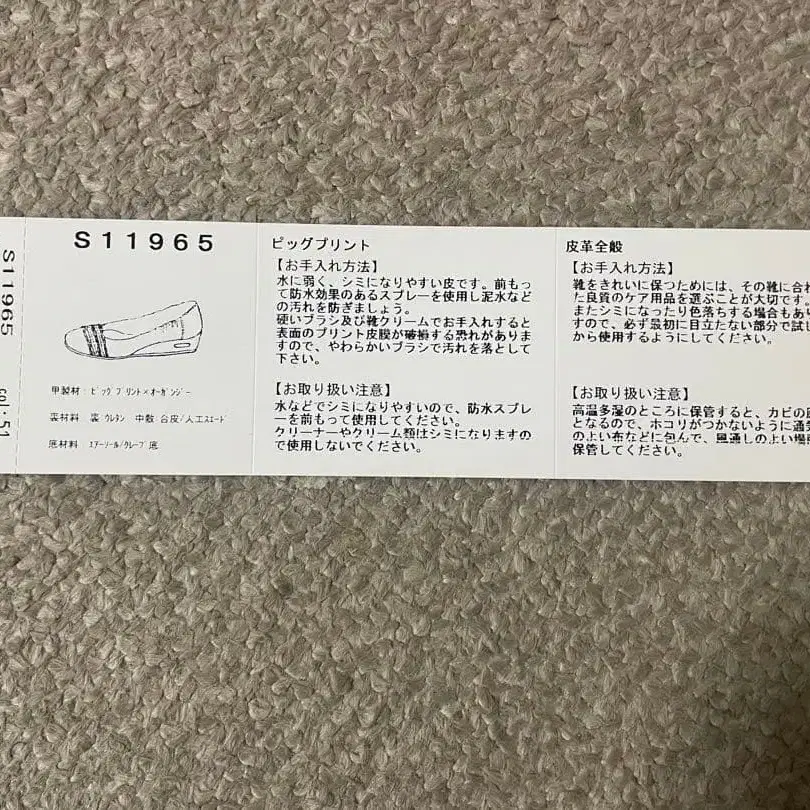 S11965
col. 51
S11965
甲製材: ピッグプリント×オーガンジー
裏材料: 裏:ウレタン 中敷:合皮/人工スエード
底材料: エアーソール/クレープ底
ピッグプリント
【お手入れ方法】
水に弱く、シミになりやすい皮です。前もっ
て防水効果のあるスプレーを使用し泥水など
の汚れを防ぎましょう。
硬いブラシ及び靴クリームでお手入れすると
表面のプリント皮膜が破損する恐れがありま
すので、やわらかいブラシで汚れを落として
下さい。
【お取り扱い注意】
水などでシミになりやすいので、防水スプレ
ーを前もって使用してください。
クリーナーやクリーム類はシミになりますの
で使用しないでください。
皮革全般
【お手入れ方法】
靴をきれいに保つためには、その靴に合れ
た良質のケア用品を選ぶことが大切です。
またシミになったり色落ちする場合もあり
すので、必ず最初に目立たない部分で試し
から使用するようにしてください。
【お取り扱い注意】
高温多湿のところに保管すると、カビの
となるので、ホコリがつかないように通気
のよい布などに包んで、風通しのよい場
保管してください。